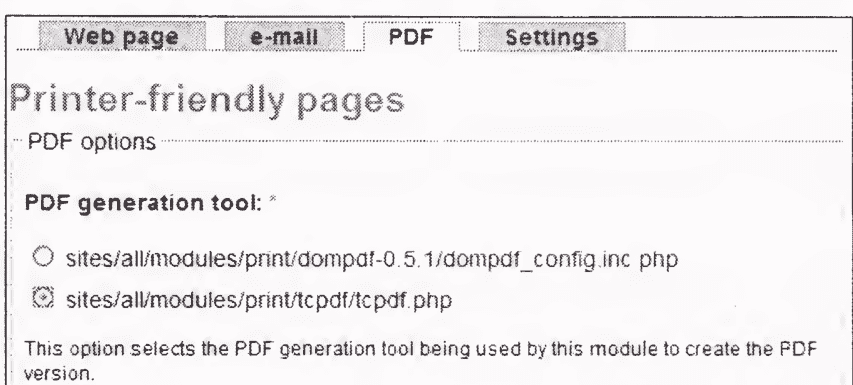 Web page e-mail PDF Settings
Printer-friendly pages
PDF options
PDF generation tool: *
sites/all/modules/print/dompdf-0.5.1/dompdf_config.inc php
sites/all/modules/print/tcpdf/tcpdf.php
This option selects the PDF generation tool being used by this module to create the PDF
version.